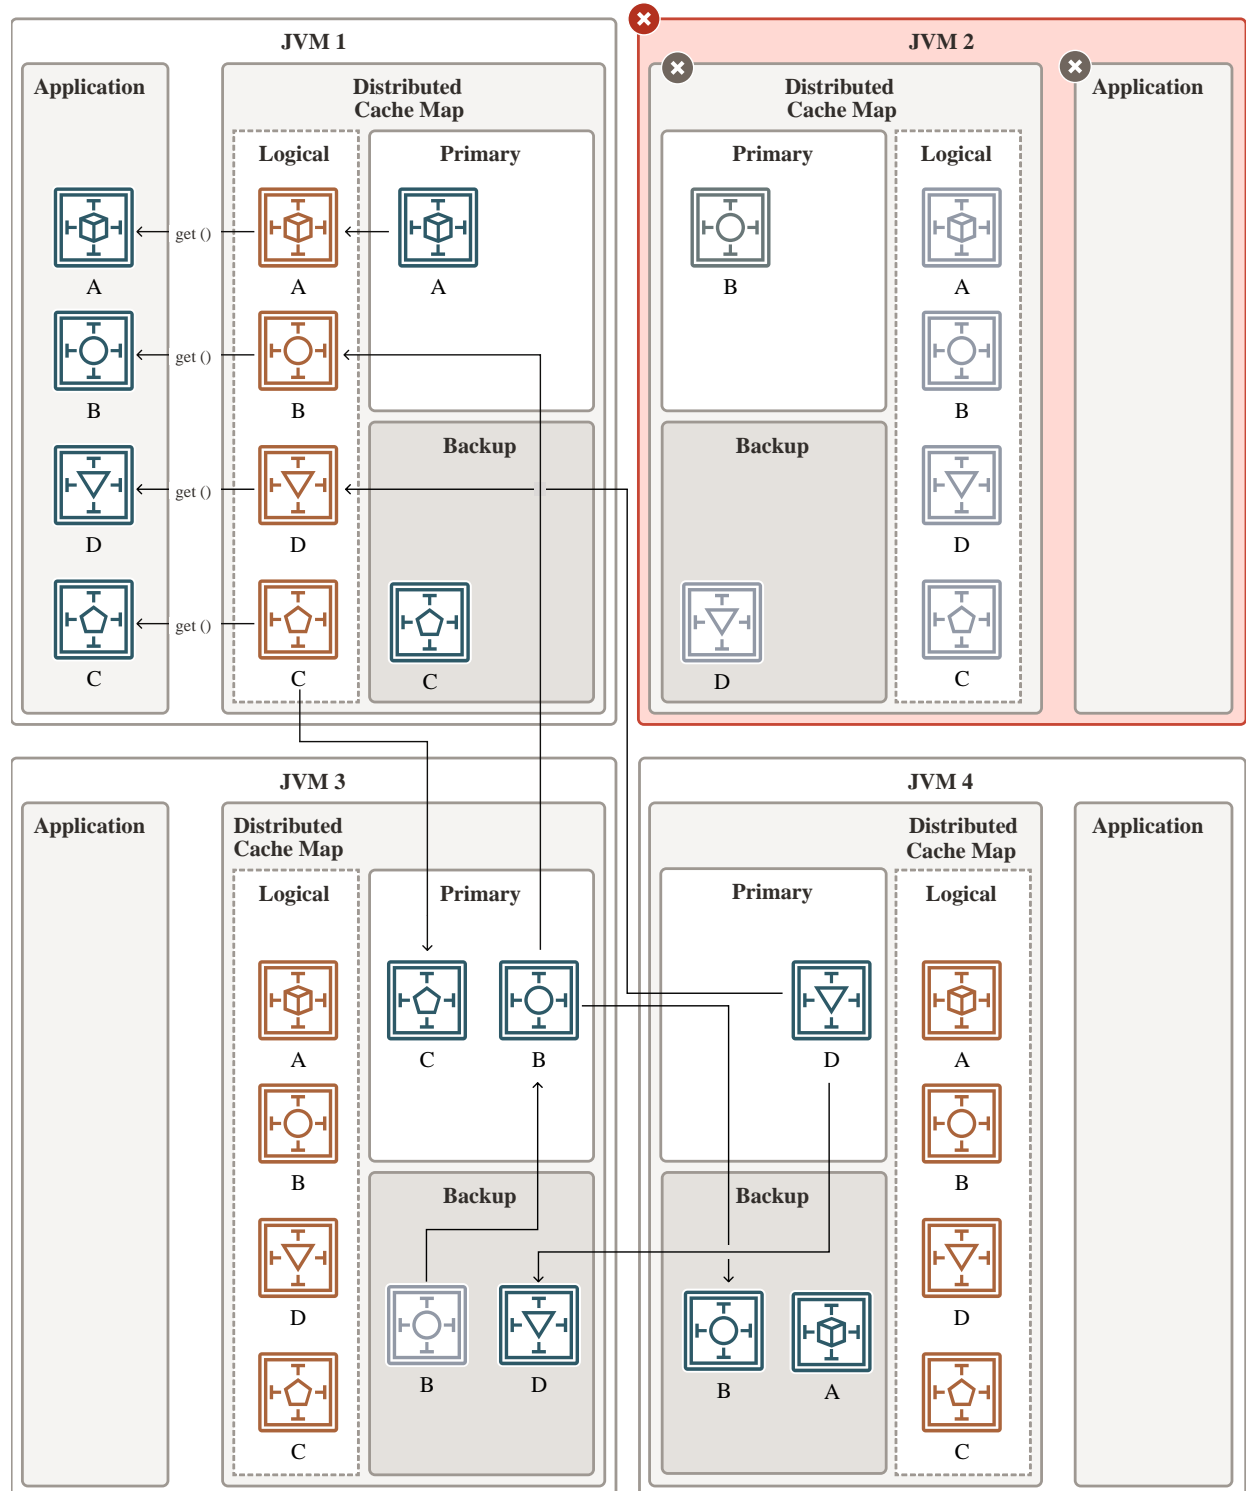 JVM 1
Application
Distributed
Cache Map
Logical
Primary
A
get ()
A
A
B
get ()
B
Backup
D
get ()
D
C
get ()
C
C
JVM 2
Distributed
Cache Map
Application
Primary
Logical
B
A
B
Backup
D
D
C
JVM 3
Application
Distributed
Cache Map
Logical
Primary
A
C
B
B
Backup
D
B
D
C
JVM 4
Distributed
Cache Map
Application
Primary
Logical
D
A
B
Backup
D
B
A
C